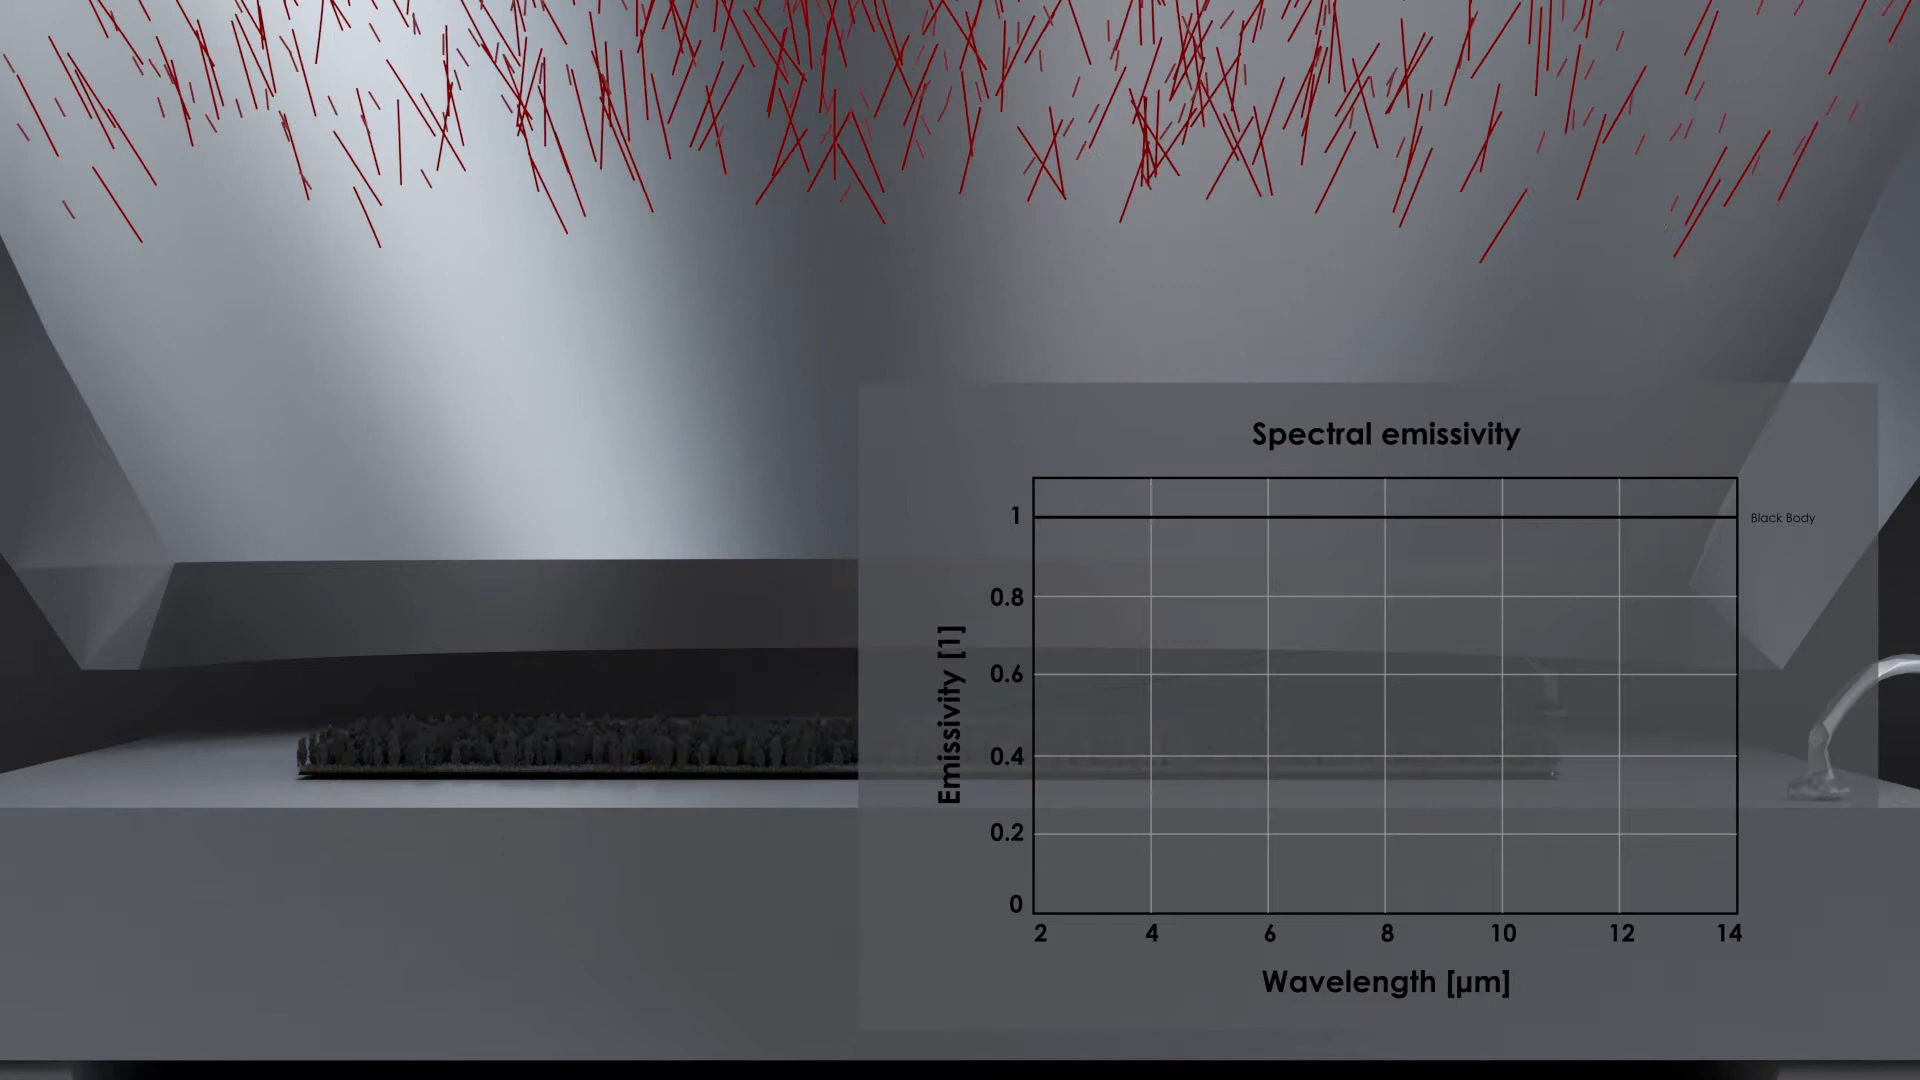 Spectral emissivity
1
Black Body
0.8
0.6
0.4
0.2
0
Emissivity [1]
2 4 6 8 10 12 14
Wavelength [μm]